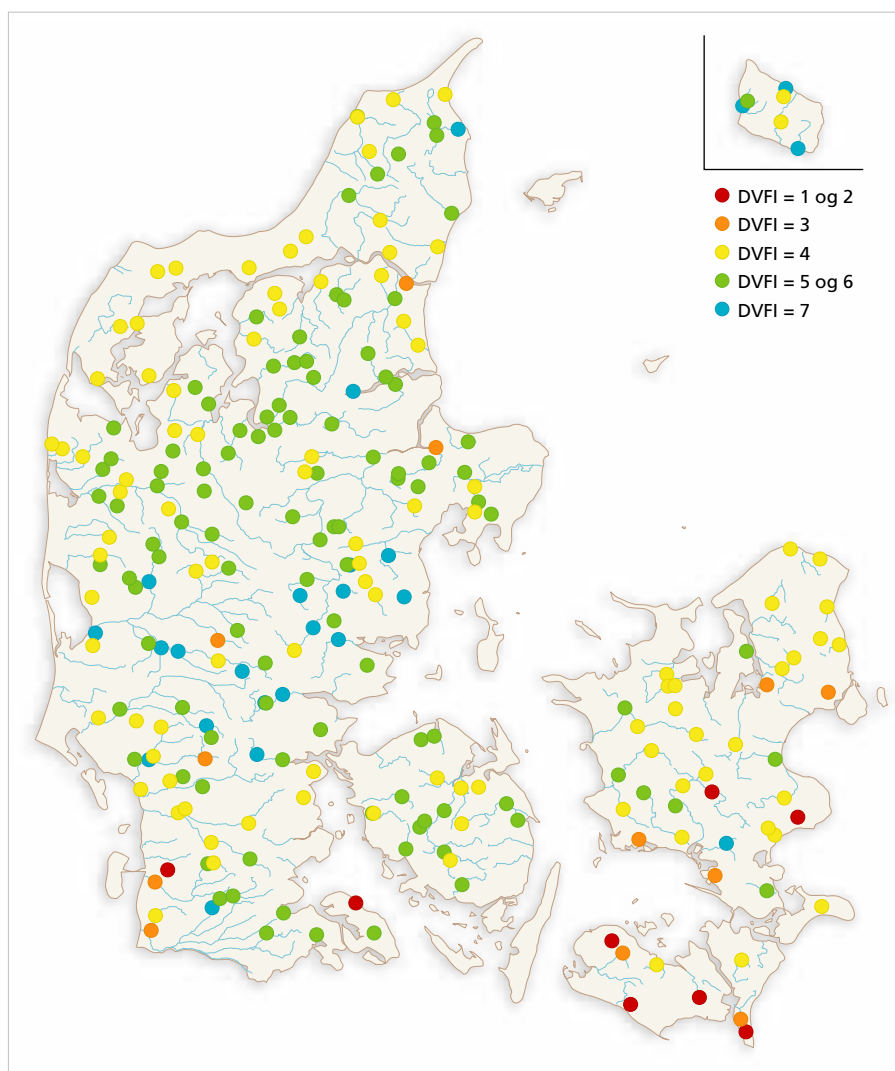 DVFI = 1 og 2
DVFI = 3
DVFI = 4
DVFI = 5 og 6
DVFI = 7